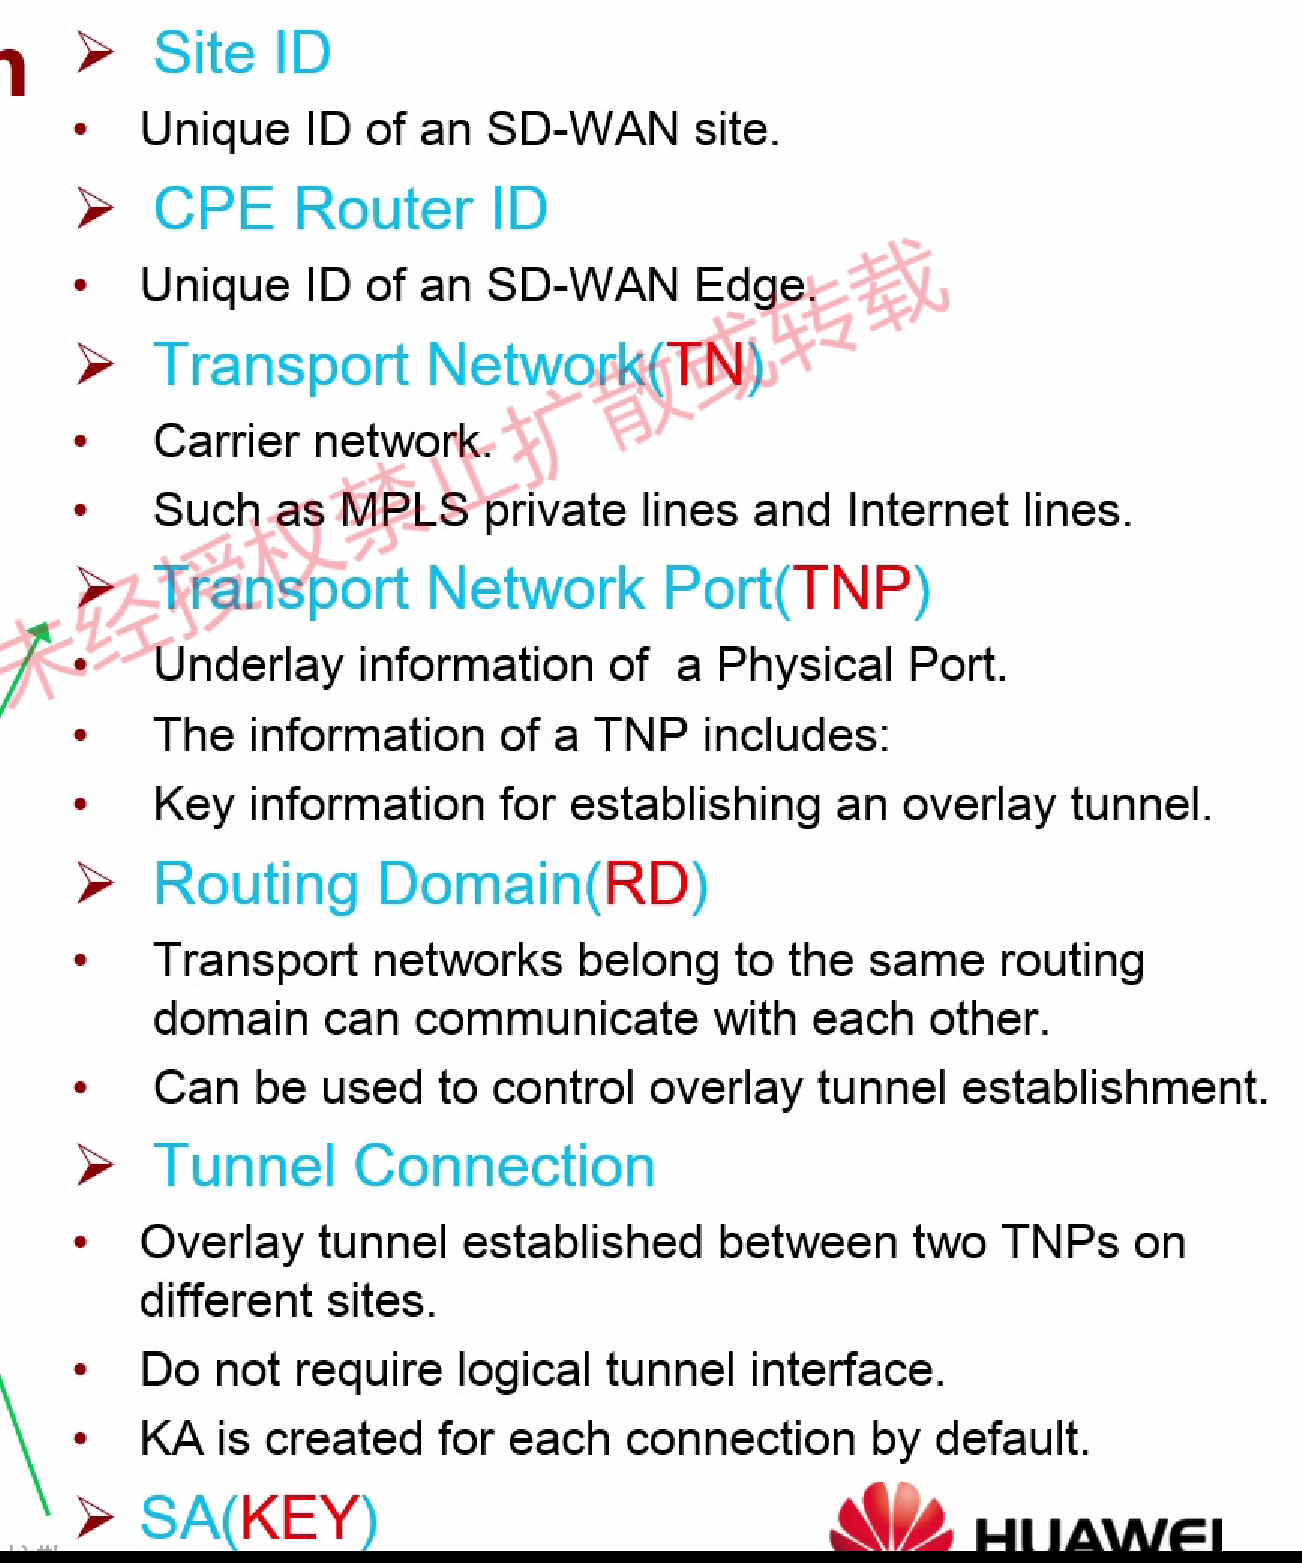 n
Site ID
Unique ID of an SD-WAN site.
CPE Router ID
Unique ID of an SD-WAN Edge.
Transport Network(TN)
Carrier network.
Such as MPLS private lines and Internet lines.
Transport Network Port(TNP)
Underlay information of  a Physical Port.
The information of a TNP includes:
Key information for establishing an overlay tunnel.
Routing Domain(RD)
Transport networks belong to the same routing
domain can communicate with each other.
Can be used to control overlay tunnel establishment.
Tunnel Connection
Overlay tunnel established between two TNPs on
different sites.
Do not require logical tunnel interface.
KA is created for each connection by default.
SA(KEY)
HUAWEI
未经授权禁止扩散或转载